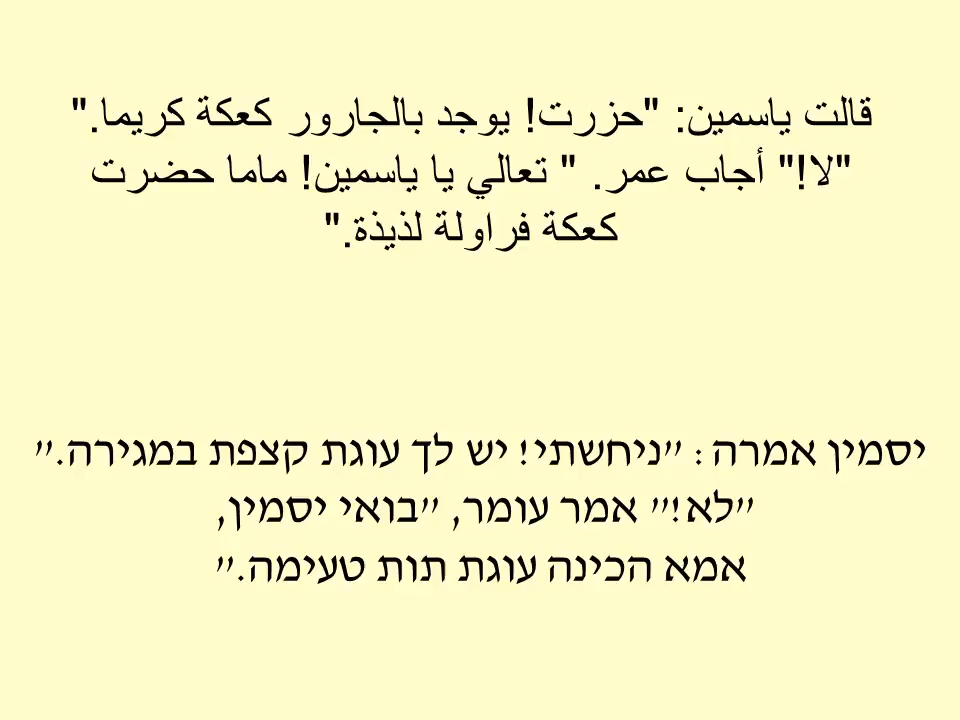 قالت ياسمين: "حزرت! يوجد بالجارور كعكة كريما."
"لا!" أجاب عمر. " تعالي يا ياسمين! ماما حضرت
كعكة فراولة لذيذة."
יסמין אמרה: "ניחשתי! יש לך עוגת קצפת במגירה."
"לא!" אמר עומר, "בואי יסמין,
אמא הכינה עוגת תות טעימה."